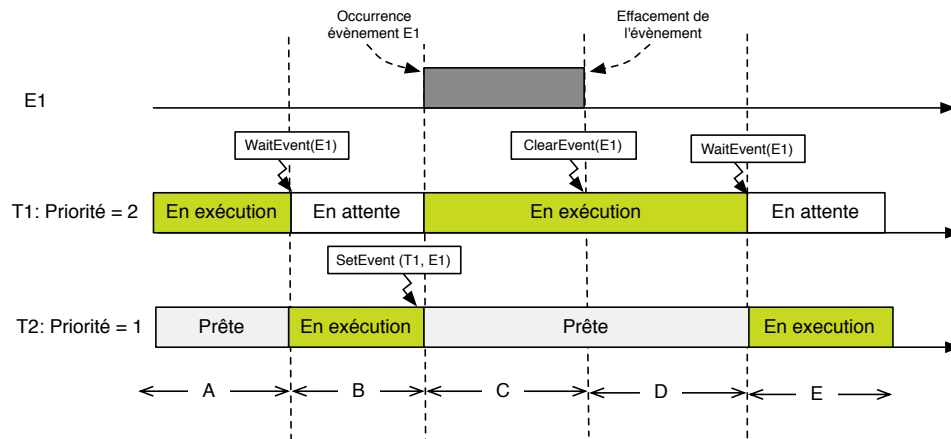 Occurrence
évènement E1
Effacement de
l'évènement
E1
WaitEvent(E1)
ClearEvent(E1)
WaitEvent(E1)
T1: Priorité = 2
En exécution
En attente
En exécution
En attente
SetEvent (T1, E1)
T2: Priorité = 1
Prête
En exécution
Prête
En execution
A
B
C
D
E